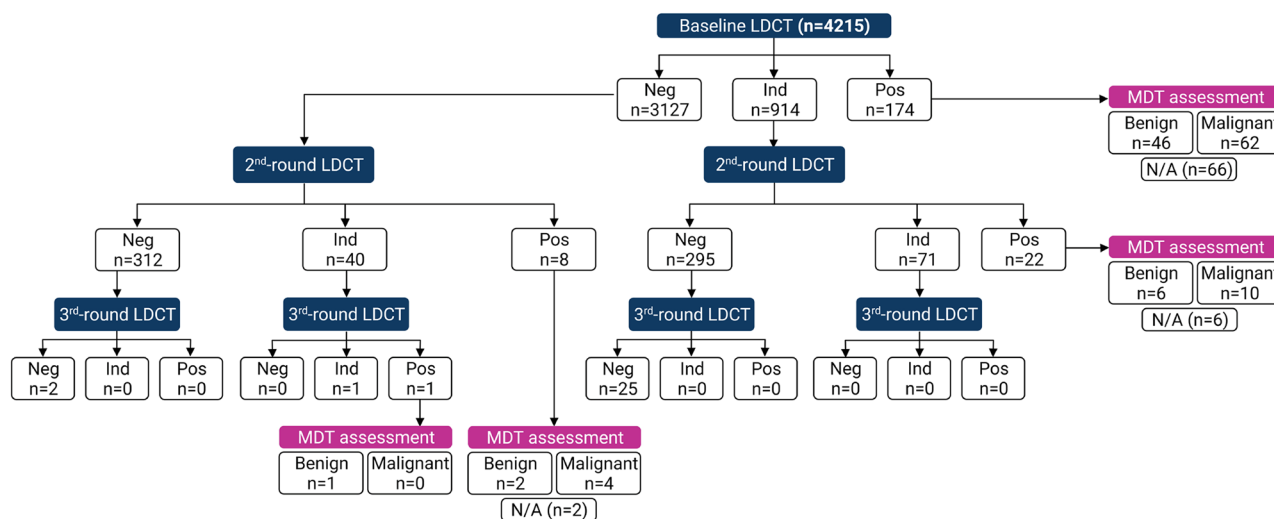 Baseline LDCT (n=4215)
Neg
n=3127
Ind
n=914
Pos
n=174
MDT assessment
Benign
n=46
Malignant
n=62
N/A (n=66)
2nd-round LDCT
2nd-round LDCT
Neg
n=312
Ind
n=40
Pos
n=8
Neg
n=295
Ind
n=71
Pos
n=22
MDT assessment
Benign
n=6
Malignant
n=10
N/A (n=6)
3rd-round LDCT
3rd-round LDCT
3rd-round LDCT
3rd-round LDCT
Neg
n=2
Ind
n=0
Pos
n=0
Neg
n=0
Ind
n=1
Pos
n=1
Neg
n=25
Ind
n=0
Pos
n=0
Neg
n=0
Ind
n=0
Pos
n=0
MDT assessment
Benign
n=1
Malignant
n=0
MDT assessment
Benign
n=2
Malignant
n=4
N/A (n=2)